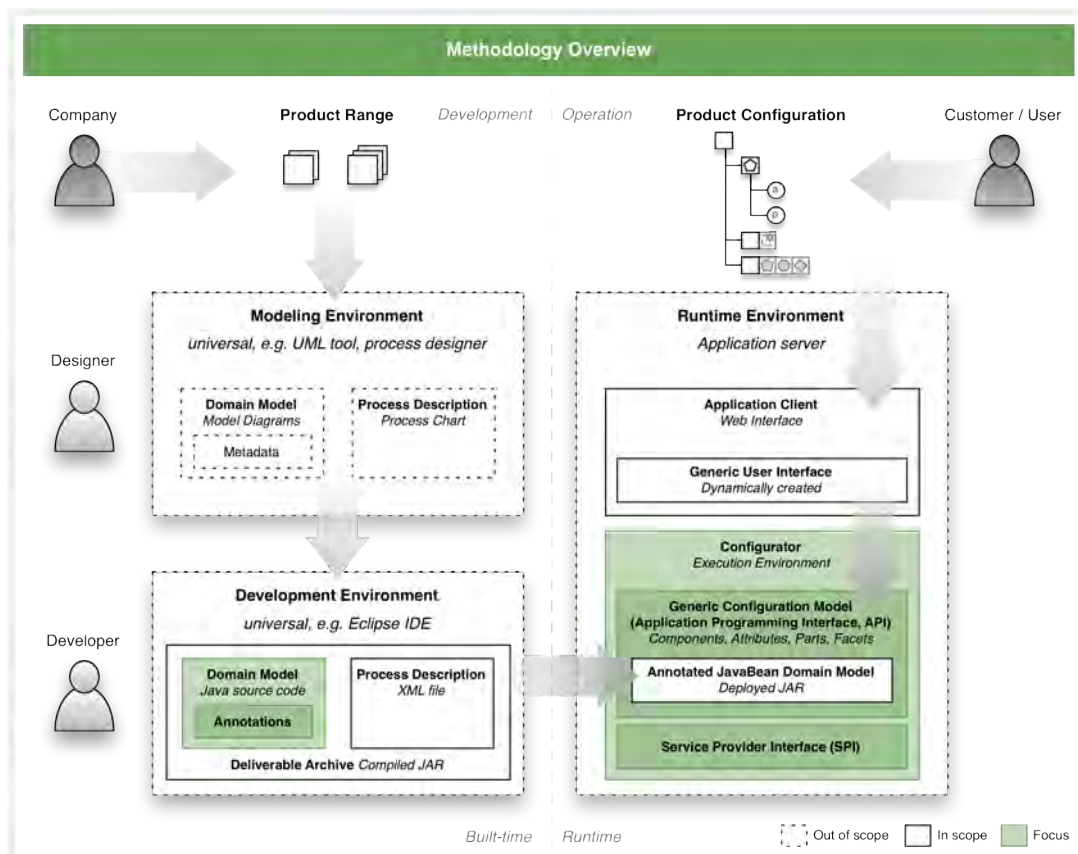 Methodology Overview
Company
Product Range
Development
Operation
Product Configuration
Customer / User
a
Modeling Environment
universal, e.g. UML tool, process designer
Designer
Domain Model
Model Diagrams
Metadata
Process Description
Process Chart
Runtime Environment
Application server
Application Client
Web Interface
Generic User Interface
Dynamically created
Configurator
Execution Environment
Generic Configuration Model
(Application Programming Interface, API)
Components, Attributes, Parts, Facets
Annotated JavaBean Domain Model
Deployed JAR
Service Provider Interface (SPI)
Development Environment
universal, e.g. Eclipse IDE
Developer
Domain Model
Java source code
Annotations
Process Description
XML file
Deliverable Archive Compiled JAR
Built-time
Runtime
Out of scope
In scope
Focus